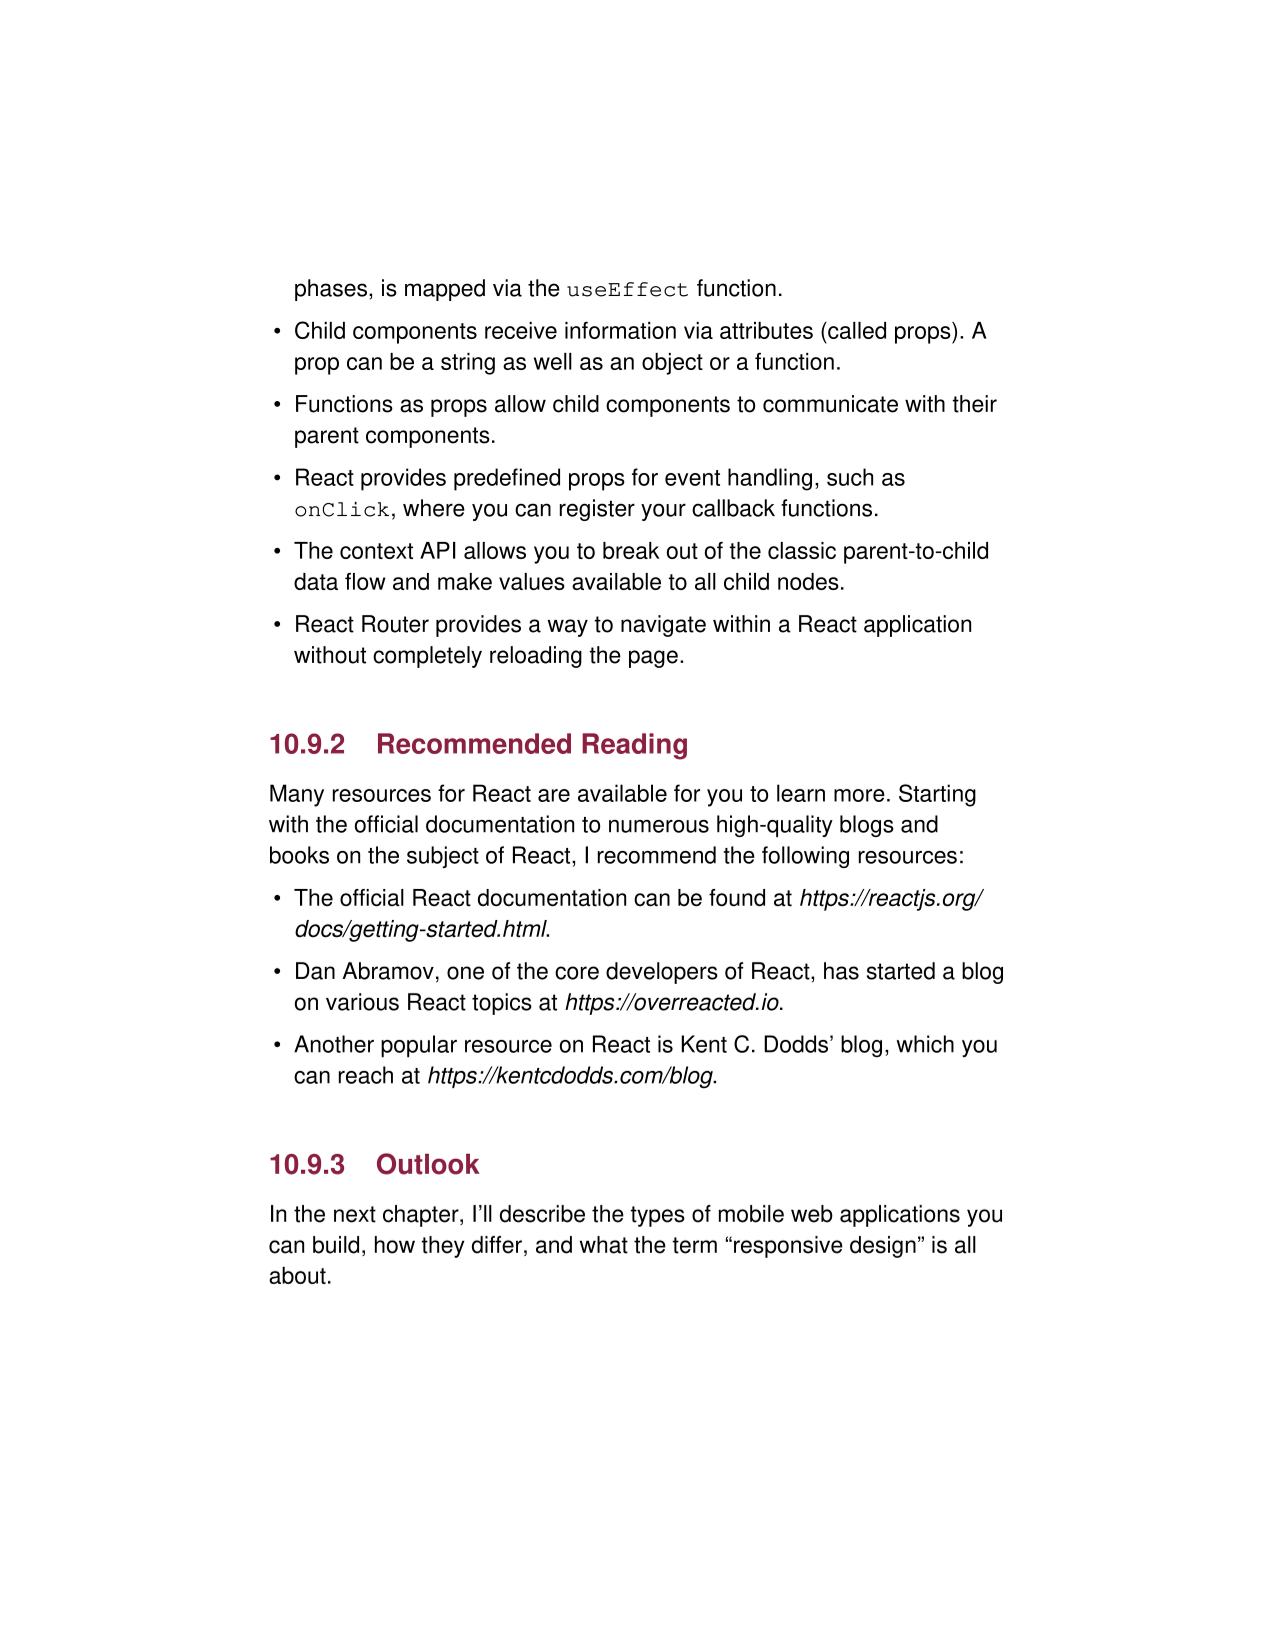 phases, is mapped via the useEffect function.
• Child components receive information via attributes (called props). A
prop can be a string as well as an object or a function.
• Functions as props allow child components to communicate with their
parent components.
• React provides predefined props for event handling, such as
onClick, where you can register your callback functions.
• The context API allows you to break out of the classic parent-to-child
data flow and make values available to all child nodes.
• React Router provides a way to navigate within a React application
without completely reloading the page.
10.9.2 Recommended Reading
Many resources for React are available for you to learn more. Starting
with the official documentation to numerous high-quality blogs and
books on the subject of React, I recommend the following resources:
• The official React documentation can be found at https://reactjs.org/
docs/getting-started.html.
• Dan Abramov, one of the core developers of React, has started a blog
on various React topics at https://overreacted.io.
• Another popular resource on React is Kent C. Dodds’ blog, which you
can reach at https://kentcdodds.com/blog.
10.9.3 Outlook
In the next chapter, I’ll describe the types of mobile web applications you
can build, how they differ, and what the term “responsive design” is all
about.